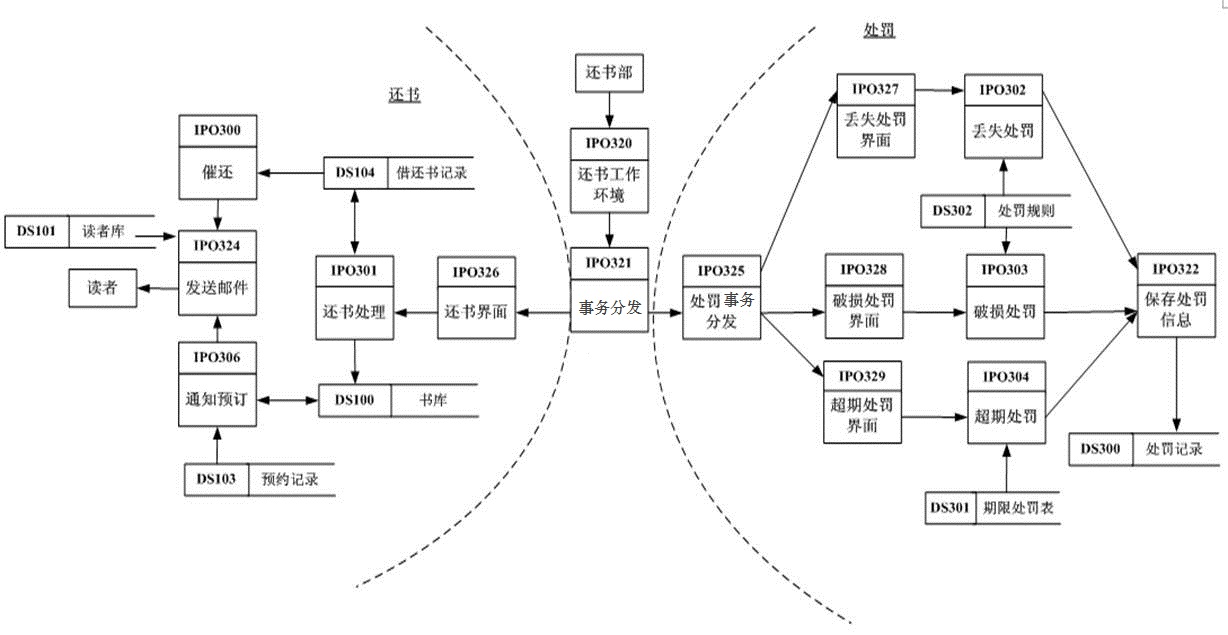 处罚
还书
还书部
IPO327
丢失处罚
界面
IPO302
丢失处罚
IPO300
催还
IPO320
还书工作
环境
DS104 借还书记录
DS302 处罚规则
DS101 读者库
IPO324
发送邮件
读者
IPO301
还书处理
IPO326
还书界面
IPO321
事务分发
IPO325
处罚事务
分发
IPO328
破损处罚
界面
IPO303
破损处罚
IPO322
保存处罚
信息
IPO306
通知预订
DS100 书库
IPO329
超期处罚
界面
IPO304
超期处罚
DS300 处罚记录
DS103 预约记录
DS301 期限处罚表